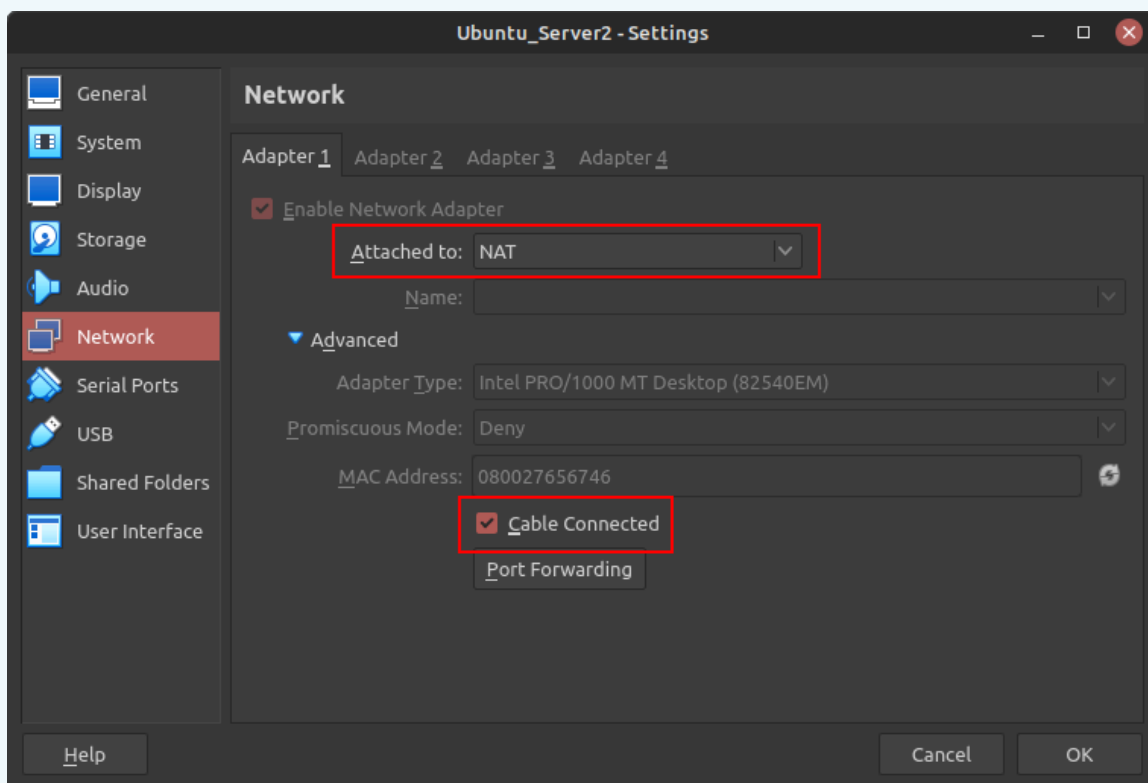 Ubuntu_Server2 - Settings
General
System
Display
Storage
Audio
Network
Serial Ports
USB
Shared Folders
User Interface
Network
Adapter 1 Adapter 2 Adapter 3 Adapter 4
Enable Network Adapter
Attached to: NAT
Name:
Advanced
Adapter Type: Intel PRO/1000 MT Desktop (82540EM)
Promiscuous Mode: Deny
MAC Address: 080027656746
Cable Connected
Port Forwarding
Help Cancel OK